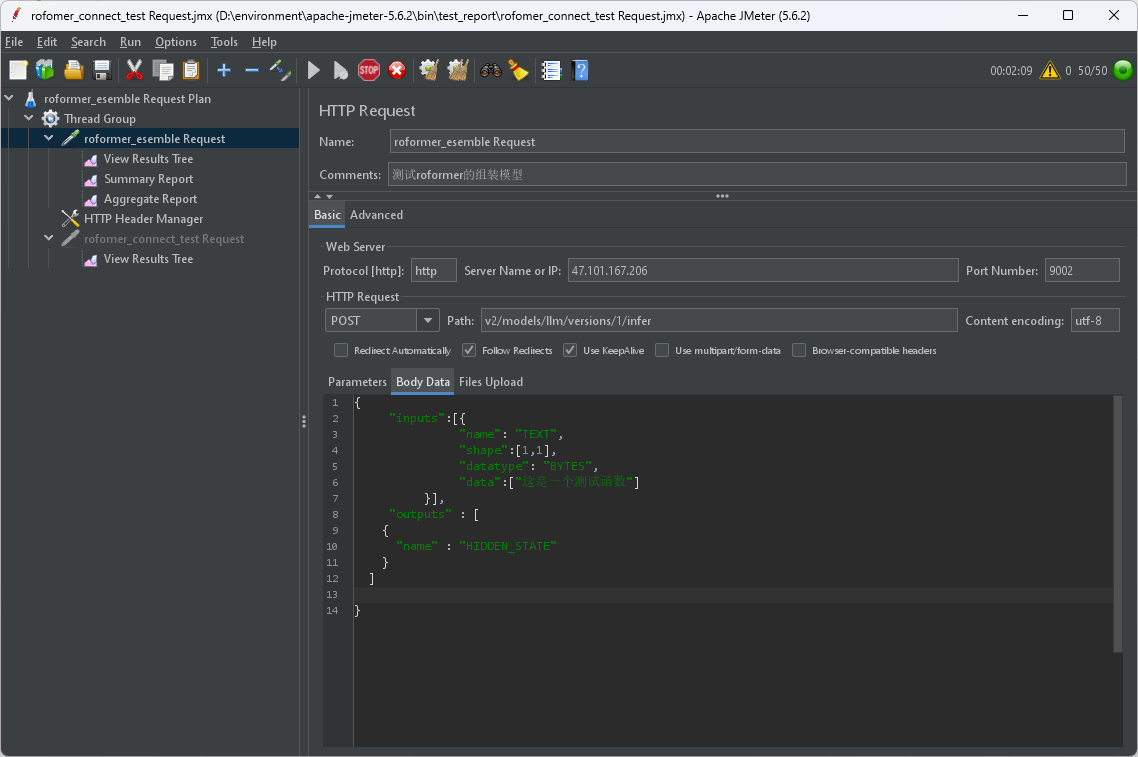 rofomer_connect_test Request.jmx (D:\environment\apache-jmeter-5.6.2\bin\test_report\rofomer_connect_test Request.jmx) - Apache JMeter (5.6.2)
File Edit Search Run Options Tools Help
STOP
?
00:02:09 0 50/50
roformer_esemble Request Plan
Thread Group
roformer_esemble Request
View Results Tree
Summary Report
Aggregate Report
HTTP Header Manager
rofomer_connect_test Request
View Results Tree
HTTP Request
Name: roformer_esemble Request
Comments: 测试roformer的组装模型
Basic Advanced
Web Server
Protocol [http]: http Server Name or IP: 47.101.167.206 Port Number: 9002
HTTP Request
POST Path: v2/models/llm/versions/1/infer Content encoding: utf-8
Redirect Automatically Follow Redirects Use KeepAlive Use multipart/form-data Browser-compatible headers
Parameters Body Data Files Upload
1 {
2 "inputs":[{
3 "name": "TEXT",
4 "shape":[1,1],
5 "datatype": "BYTES",
6 "data":["这是一个测试函数"]
7 }],
8 "outputs" : [
9 {
10 "name" : "HIDDEN_STATE"
11 }
12 ]
13
14 }